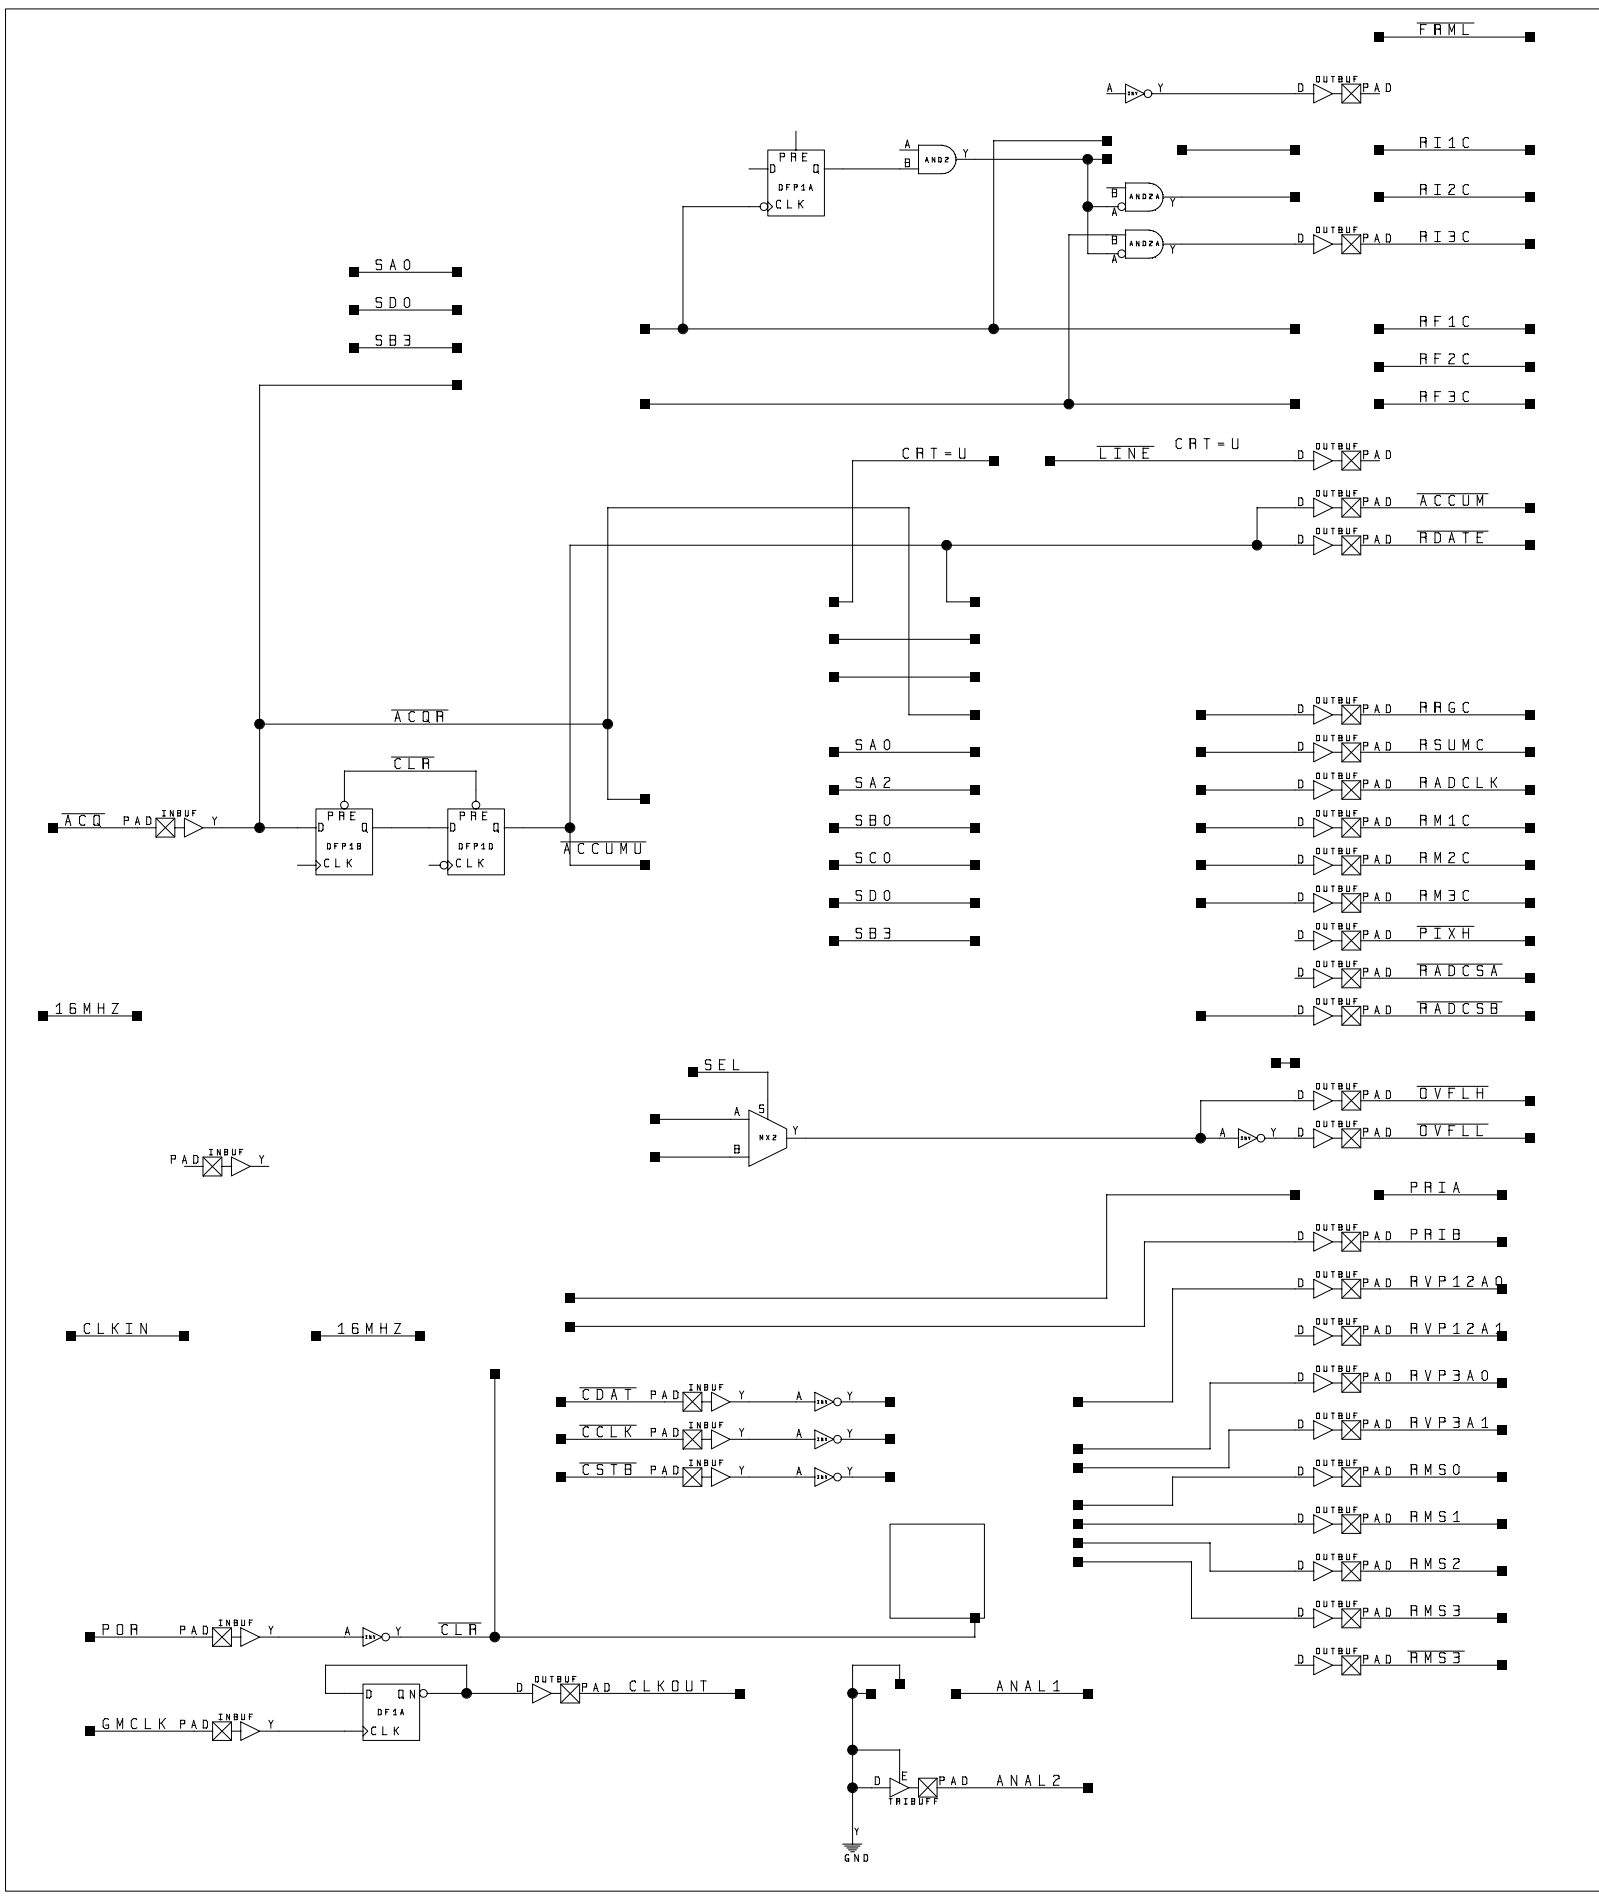 FRML
OUTBUF
A INV Y D PAD
PRE D Q DFP1A CLK
A B AND2 Y
RI1C
B A AND2A Y RI2C
OUTBUF
B A AND2A Y D PAD RI3C
SA0
SD0
SB3
RF1C
RF2C
RF3C
CRT=U
CRT=U
OUTBUF
LINE D PAD
OUTBUF
D PAD ACCUM
OUTBUF
D PAD RDATE
OUTBUF
D PAD RRGC
ACQR
OUTBUF
SA0 D PAD RSUMC
CLR
OUTBUF
SA2 D PAD RADCLK
INBUF
ACQ PAD Y
PRE D Q DFP1B CLK
PRE D Q DFP1D CLK
ACCUMU
OUTBUF
SB0 D PAD RM1C
OUTBUF
SC0 D PAD RM2C
OUTBUF
SD0 D PAD RM3C
OUTBUF
SB3 D PAD PIXH
OUTBUF
D PAD RADCSA
OUTBUF
16MHZ D PAD RADCSB
SEL
OUTBUF
D PAD OVFLH
A B S MX2 Y
OUTBUF
A INV Y D PAD OVFLL
INBUF
PAD Y
PRIA
OUTBUF
D PAD PRIB
OUTBUF
D PAD RVP12A0
CLKIN 16MHZ
OUTBUF
D PAD RVP12A1
OUTBUF
D PAD RVP3A0
INBUF
CDAT PAD Y A INV Y
OUTBUF
D PAD RVP3A1
INBUF
CCLK PAD Y A INV Y
OUTBUF
D PAD RMS0
INBUF
CSTB PAD Y A INV Y
OUTBUF
D PAD RMS1
OUTBUF
D PAD RMS2
OUTBUF
D PAD RMS3
INBUF
POR PAD Y A INV Y CLR
OUTBUF
D PAD RMS3
D QN DF1A CLK
OUTBUF
D PAD CLKOUT
ANAL1
INBUF
GMCLK PAD Y
D E PAD ANAL2
TRIBUFF
Y
GND